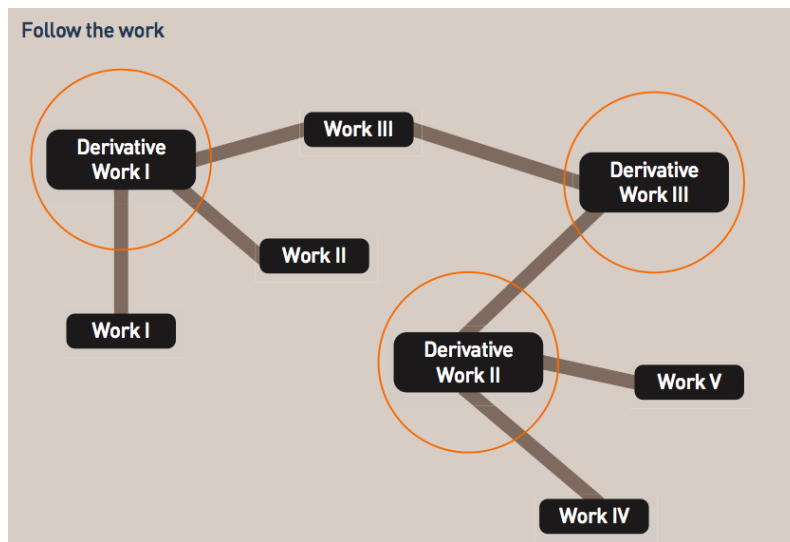 Follow the work
Work III
Derivative
Work I
Derivative
Work III
Work II
Work I
Derivative
Work II
Work V
Work IV